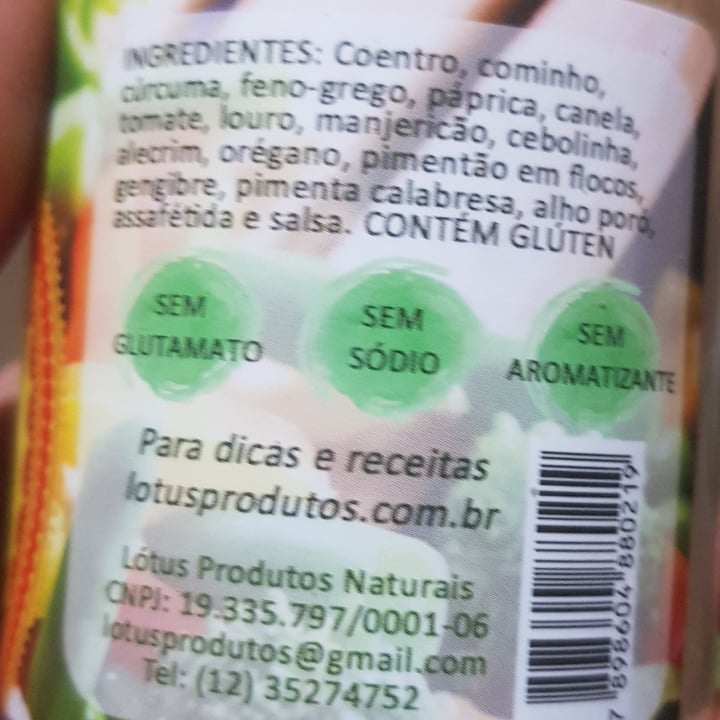 INGREDIENTES: Coentro, cominho,
cúrcuma, feno-grego, páprica, canela,
tomate, louro, manjericão, cebolinha,
alecrim, orégano, pimentão em flocos,
gengibre, pimenta calabresa, alho poró,
assafétida e salsa. CONTÉM GLÚTEN
SEM
GLUTAMATO
SEM
SÓDIO
SEM
AROMATIZANTE
Para dicas e receitas
lotusprodutos.com.br
Lótus Produtos Naturais
CNPJ: 19.335.797/0001-06
lotusprodutos@gmail.com
Tel: (12) 35274752
7 898604 880219